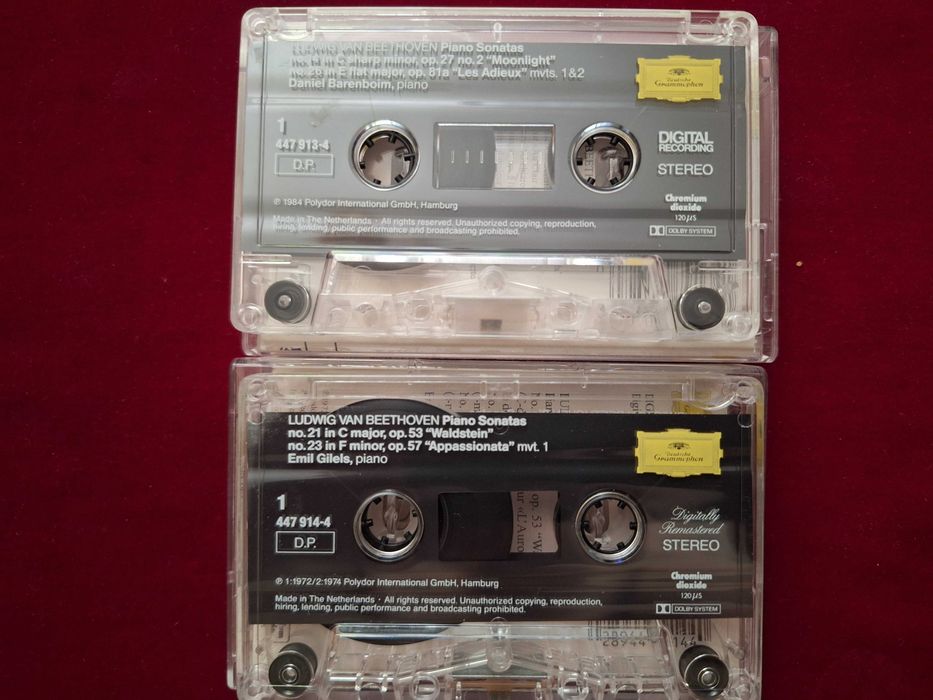 LUDWIG VAN BEETHOVEN Piano Sonatas
sharp minor, op.27 no.2 “Moonlight”
in E flat major, op. 81a “Les Adieux” mvts. 1&2
Daniel Barenboim, piano
Deutsche
Grammophon
1
447 913-4
D.P.
DIGITAL
RECORDING
STEREO
℗ 1984 Polydor International GmbH, Hamburg
Chromium
dioxide
120 µS
Made in The Netherlands · All rights reserved. Unauthorized copying, reproduction,
hiring, lending, public performance and broadcasting prohibited.
DOLBY SYSTEM
LUDWIG VAN BEETHOVEN Piano Sonatas
no.21 in C major, op.53 “Waldstein”
no.23 in F minor, op.57 “Appassionata” mvt. 1
Emil Gilels, piano
Deutsche
Grammophon
1
447 914-4
D.P.
op. 53 “W
ur «L'Auro
Digitally
Remastered
STEREO
℗ 1:1972/2:1974 Polydor International GmbH, Hamburg
Chromium
dioxide
120 µS
Made in The Netherlands · All rights reserved. Unauthorized copying, reproduction,
hiring, lending, public performance and broadcasting prohibited.
DOLBY SYSTEM
28944
144